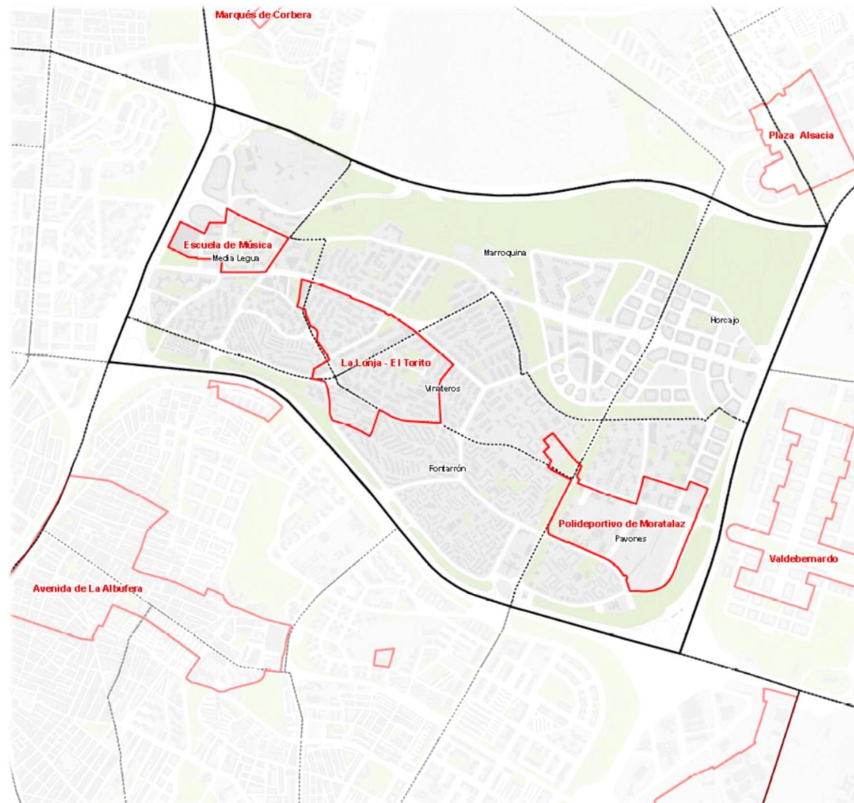 Marqués de Corbera
Plaza Alsacia
Escuela de Música
Media Legua
Marroquina
Horcajo
La Lonja - El Torito
Vinateros
Fontarrón
Polideportivo de Moratalaz
Pavones
Valdebernardo
Avenida de La Albufera